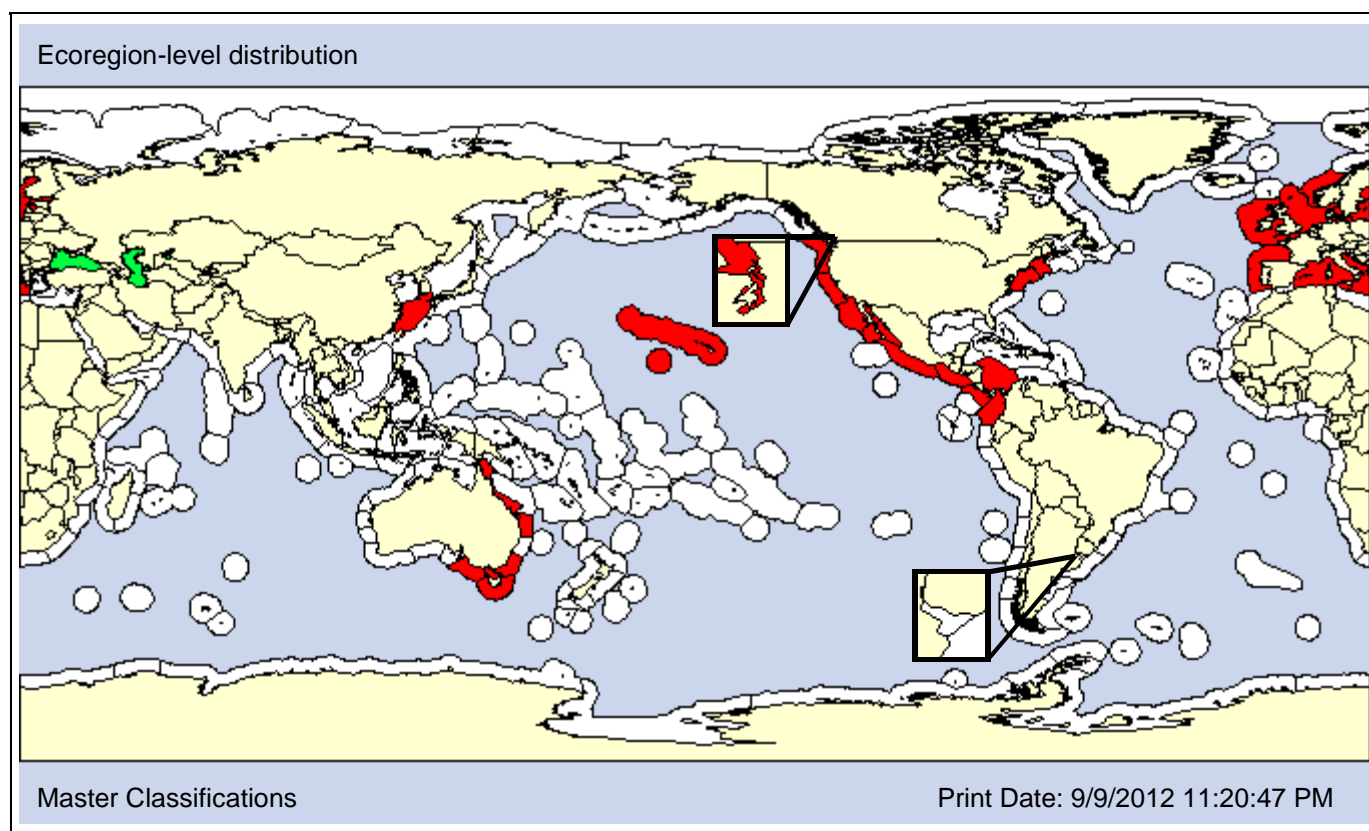 Ecoregion-level distribution
Master Classifications
Print Date: 9/9/2012 11:20:47 PM